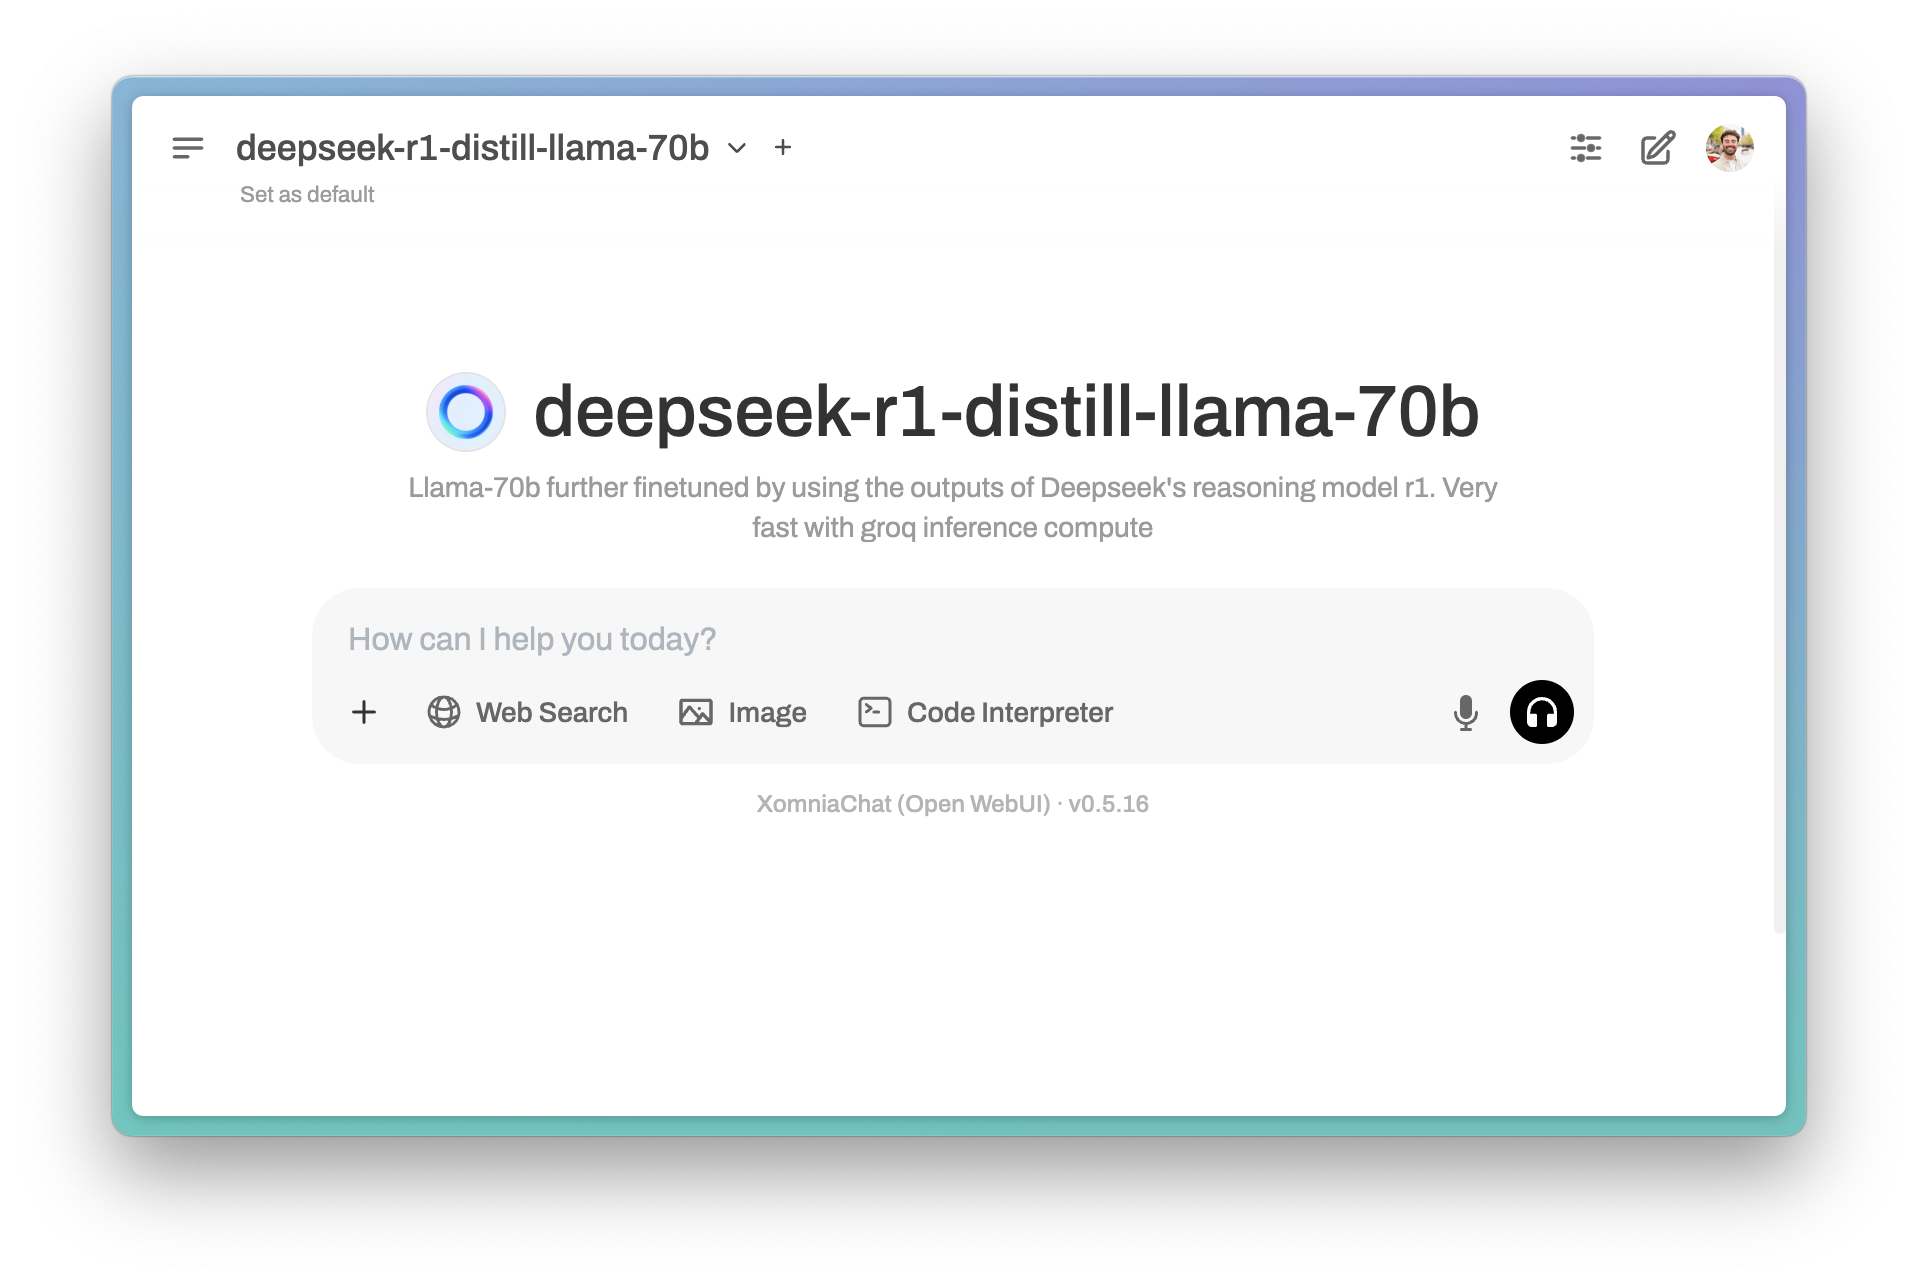 deepseek-r1-distill-llama-70b
Set as default
deepseek-r1-distill-llama-70b
Llama-70b further finetuned by using the outputs of Deepseek's reasoning model r1. Very
fast with groq inference compute
How can I help you today?
Web Search Image Code Interpreter
XomniaChat (Open WebUI) · v0.5.16